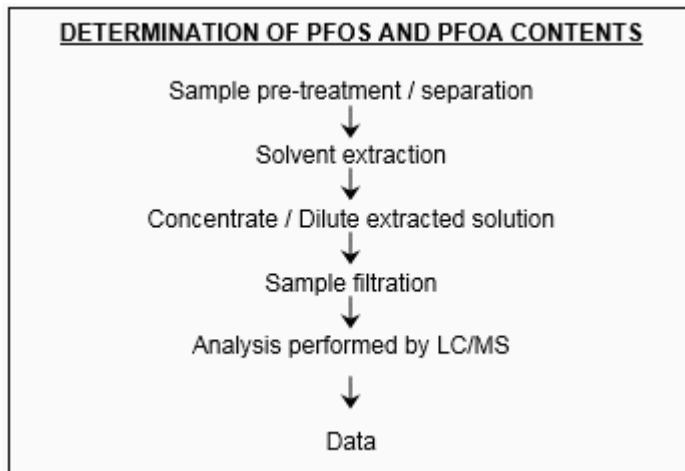 DETERMINATION OF PFOS AND PFOA CONTENTS
Sample pre-treatment / separation
Solvent extraction
Concentrate / Dilute extracted solution
Sample filtration
Analysis performed by LC/MS
Data